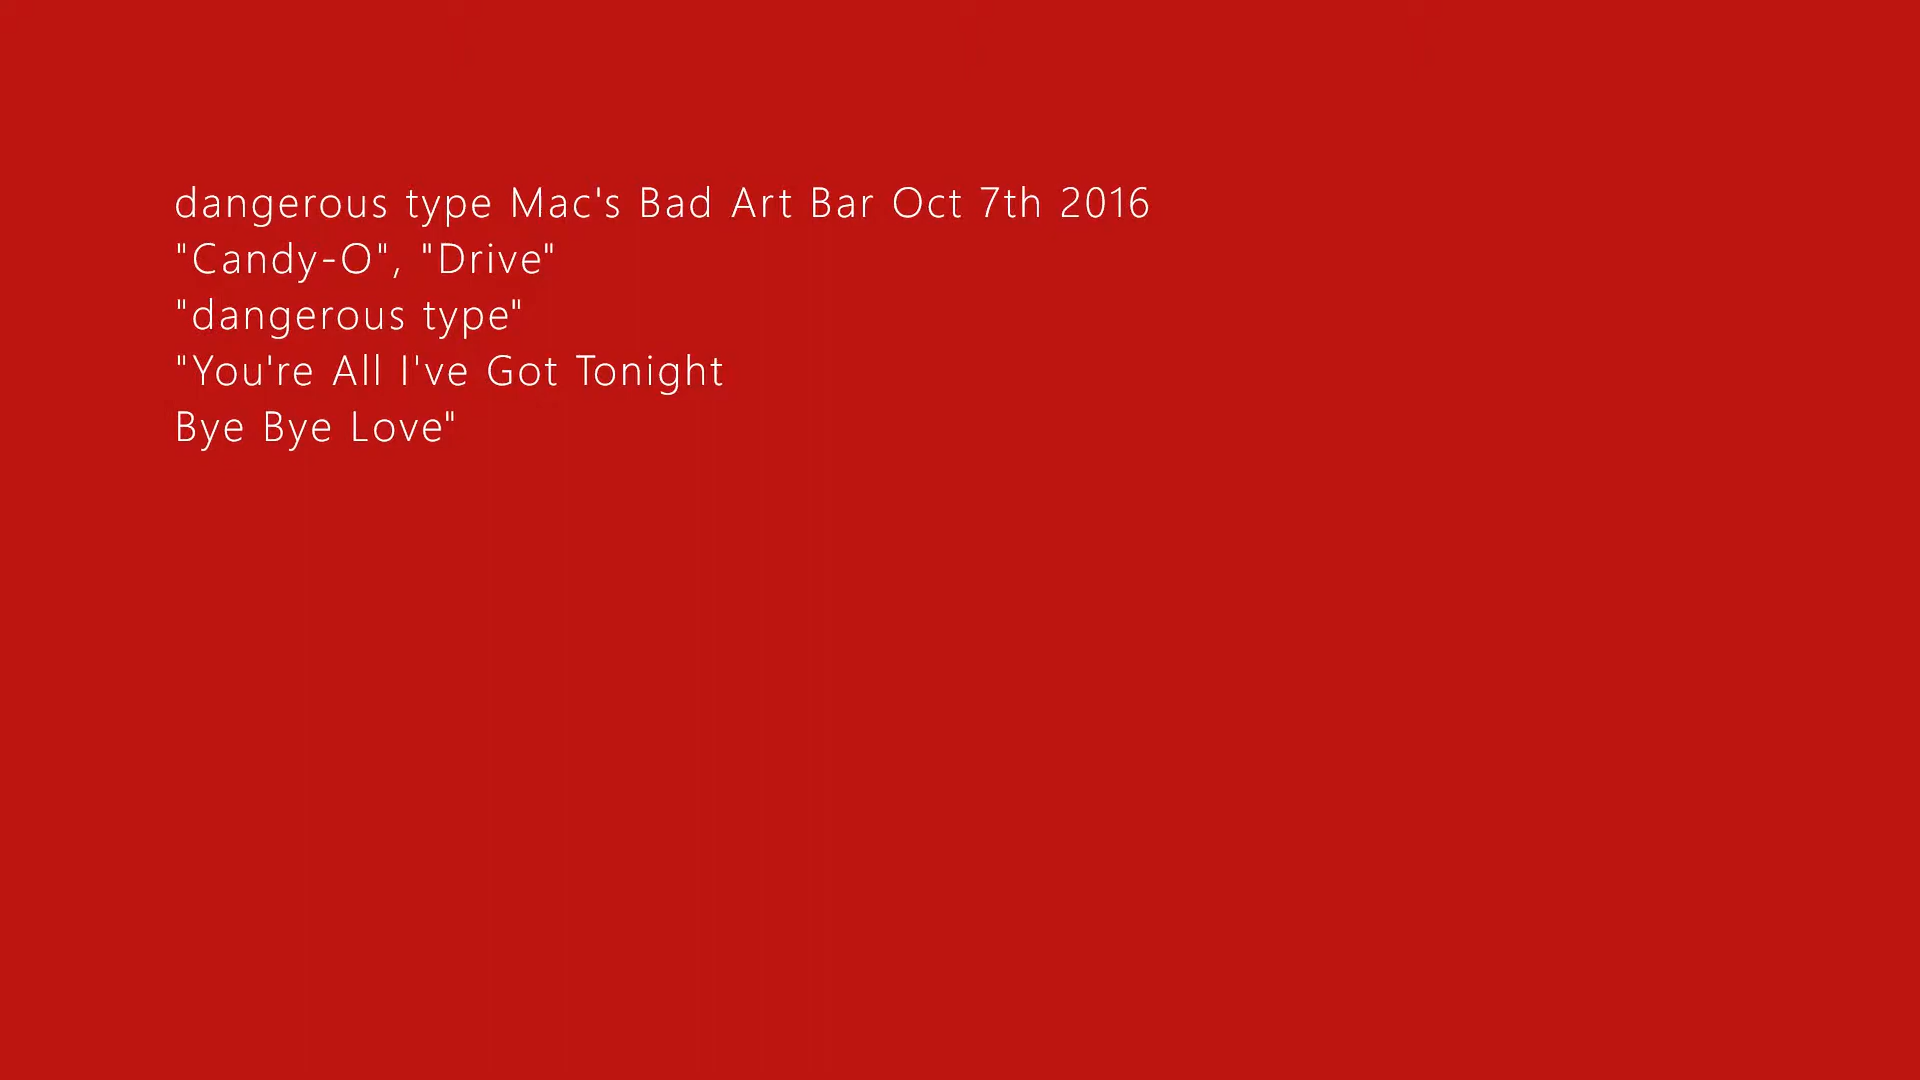 dangerous type Mac's Bad Art Bar Oct 7th 2016
"Candy-O", "Drive"
"dangerous type"
"You're All I've Got Tonight
Bye Bye Love"